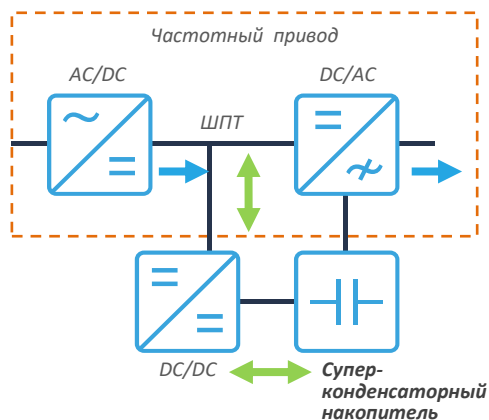 Частотный привод
AC/DC
DC/AC
ШПТ
DC/DC
Супер-
конденсаторный
накопитель